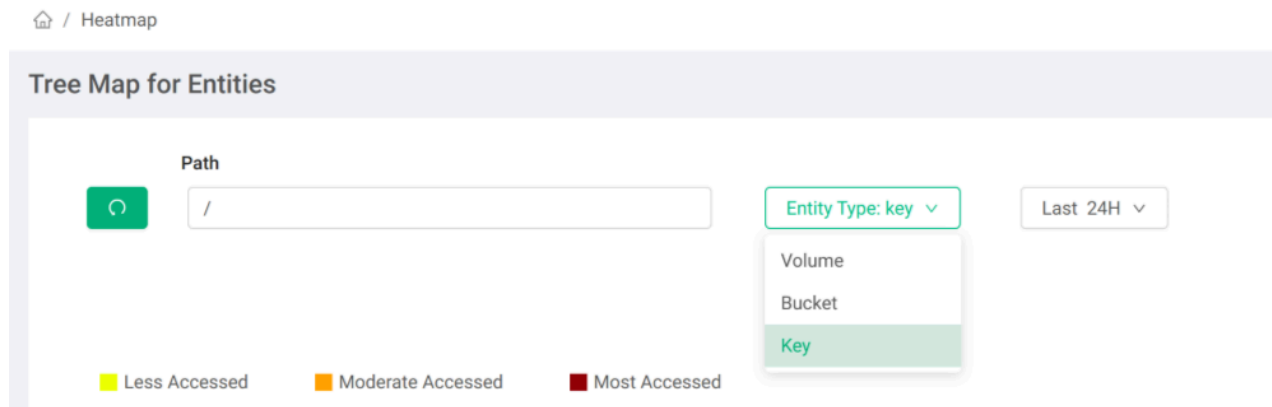 / Heatmap
Tree Map for Entities
Path
/
Entity Type: key
Last 24H
Volume
Bucket
Key
Less Accessed
Moderate Accessed
Most Accessed